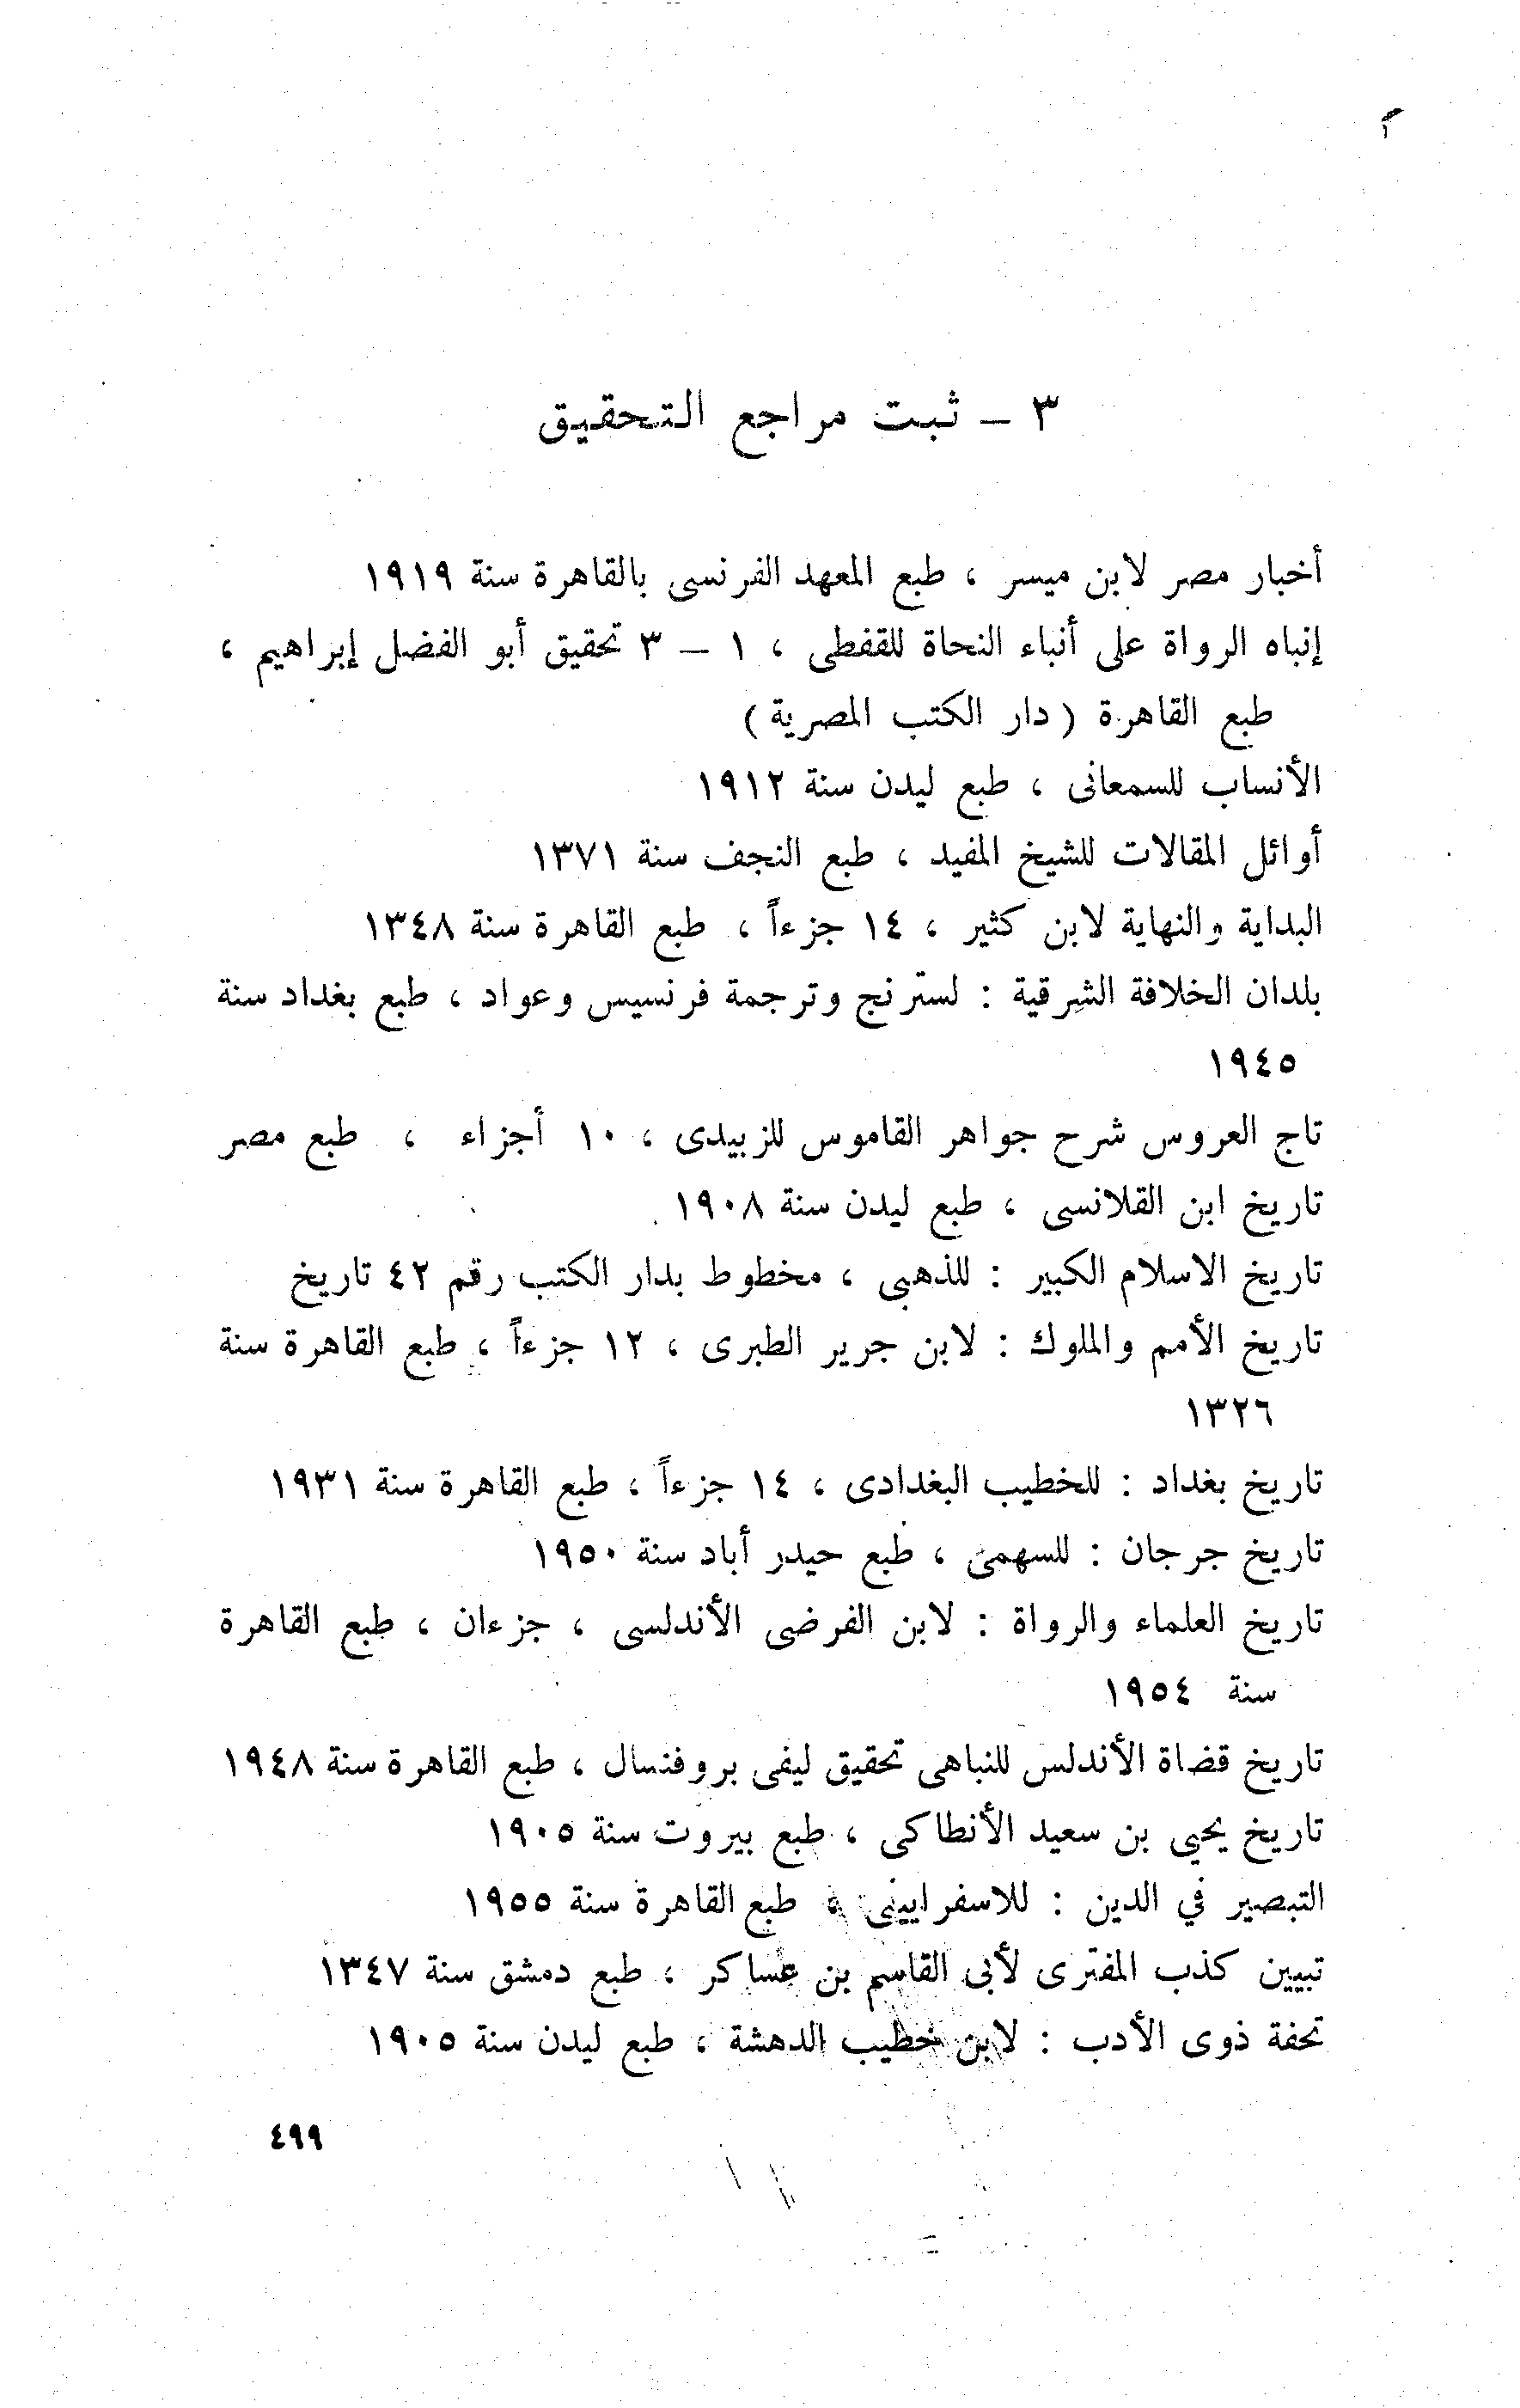 ٣ – ثبت مراجع التحقيق
أخبار مصر لابن ميسر ، طبع المعهد الفرنسى بالقاهرة سنة ١٩١٩
إنباه الرواة على أنباء النحاة للقفطى ، ١ – ٣ تحقيق أبو الفضل إبراهيم ،
طبع القاهرة ( دار الكتب المصرية )
الأنساب للسمعانى ، طبع ليدن سنة ١٩١٢
أوائل المقالات للشيخ المفيد ، طبع النجف سنة ١٣٧١
البداية والنهاية لابن كثير ، ١٤ جزءاً ، طبع القاهرة سنة ١٣٤٨
بلدان الخلافة الشرقية : لسترنج وترجمة فرنسيس وعواد ، طبع بغداد سنة
١٩٤٥
تاج العروس شرح جواهر القاموس للزبيدى ، ١٠ أجزاء ، طبع مصر
تاريخ ابن القلانسى ، طبع ليدن سنة ١٩٠٨
تاريخ الاسلام الكبير : للذهبى ، مخطوط بدار الكتب رقم ٤٢ تاريخ
تاريخ الأمم والملوك : لابن جرير الطبرى ، ١٢ جزءاً ، طبع القاهرة سنة
١٣٢٦
تاريخ بغداد : للخطيب البغدادى ، ١٤ جزءاً ، طبع القاهرة سنة ١٩٣١
تاريخ جرجان : للسهمى ، طبع حيدر أباد سنة ١٩٥٠
تاريخ العلماء والرواة : لابن الفرضى الأندلسى ، جزءان ، طبع القاهرة
سنة ١٩٥٤
تاريخ قضاة الأندلس للنباهى تحقيق ليفى بروفنسال ، طبع القاهرة سنة ١٩٤٨
تاريخ يحيى بن سعيد الأنطاكى ، طبع بيروت سنة ١٩٠٥
التبصير في الدين : للاسفرايينى ، طبع القاهرة سنة ١٩٥٥
تبيين كذب المفترى لأبى القاسم بن عساكر ، طبع دمشق سنة ١٣٤٧
تحفة ذوى الأدب : لابن خطيب الدهشة ، طبع ليدن سنة ١٩٠٥
٤٩٩